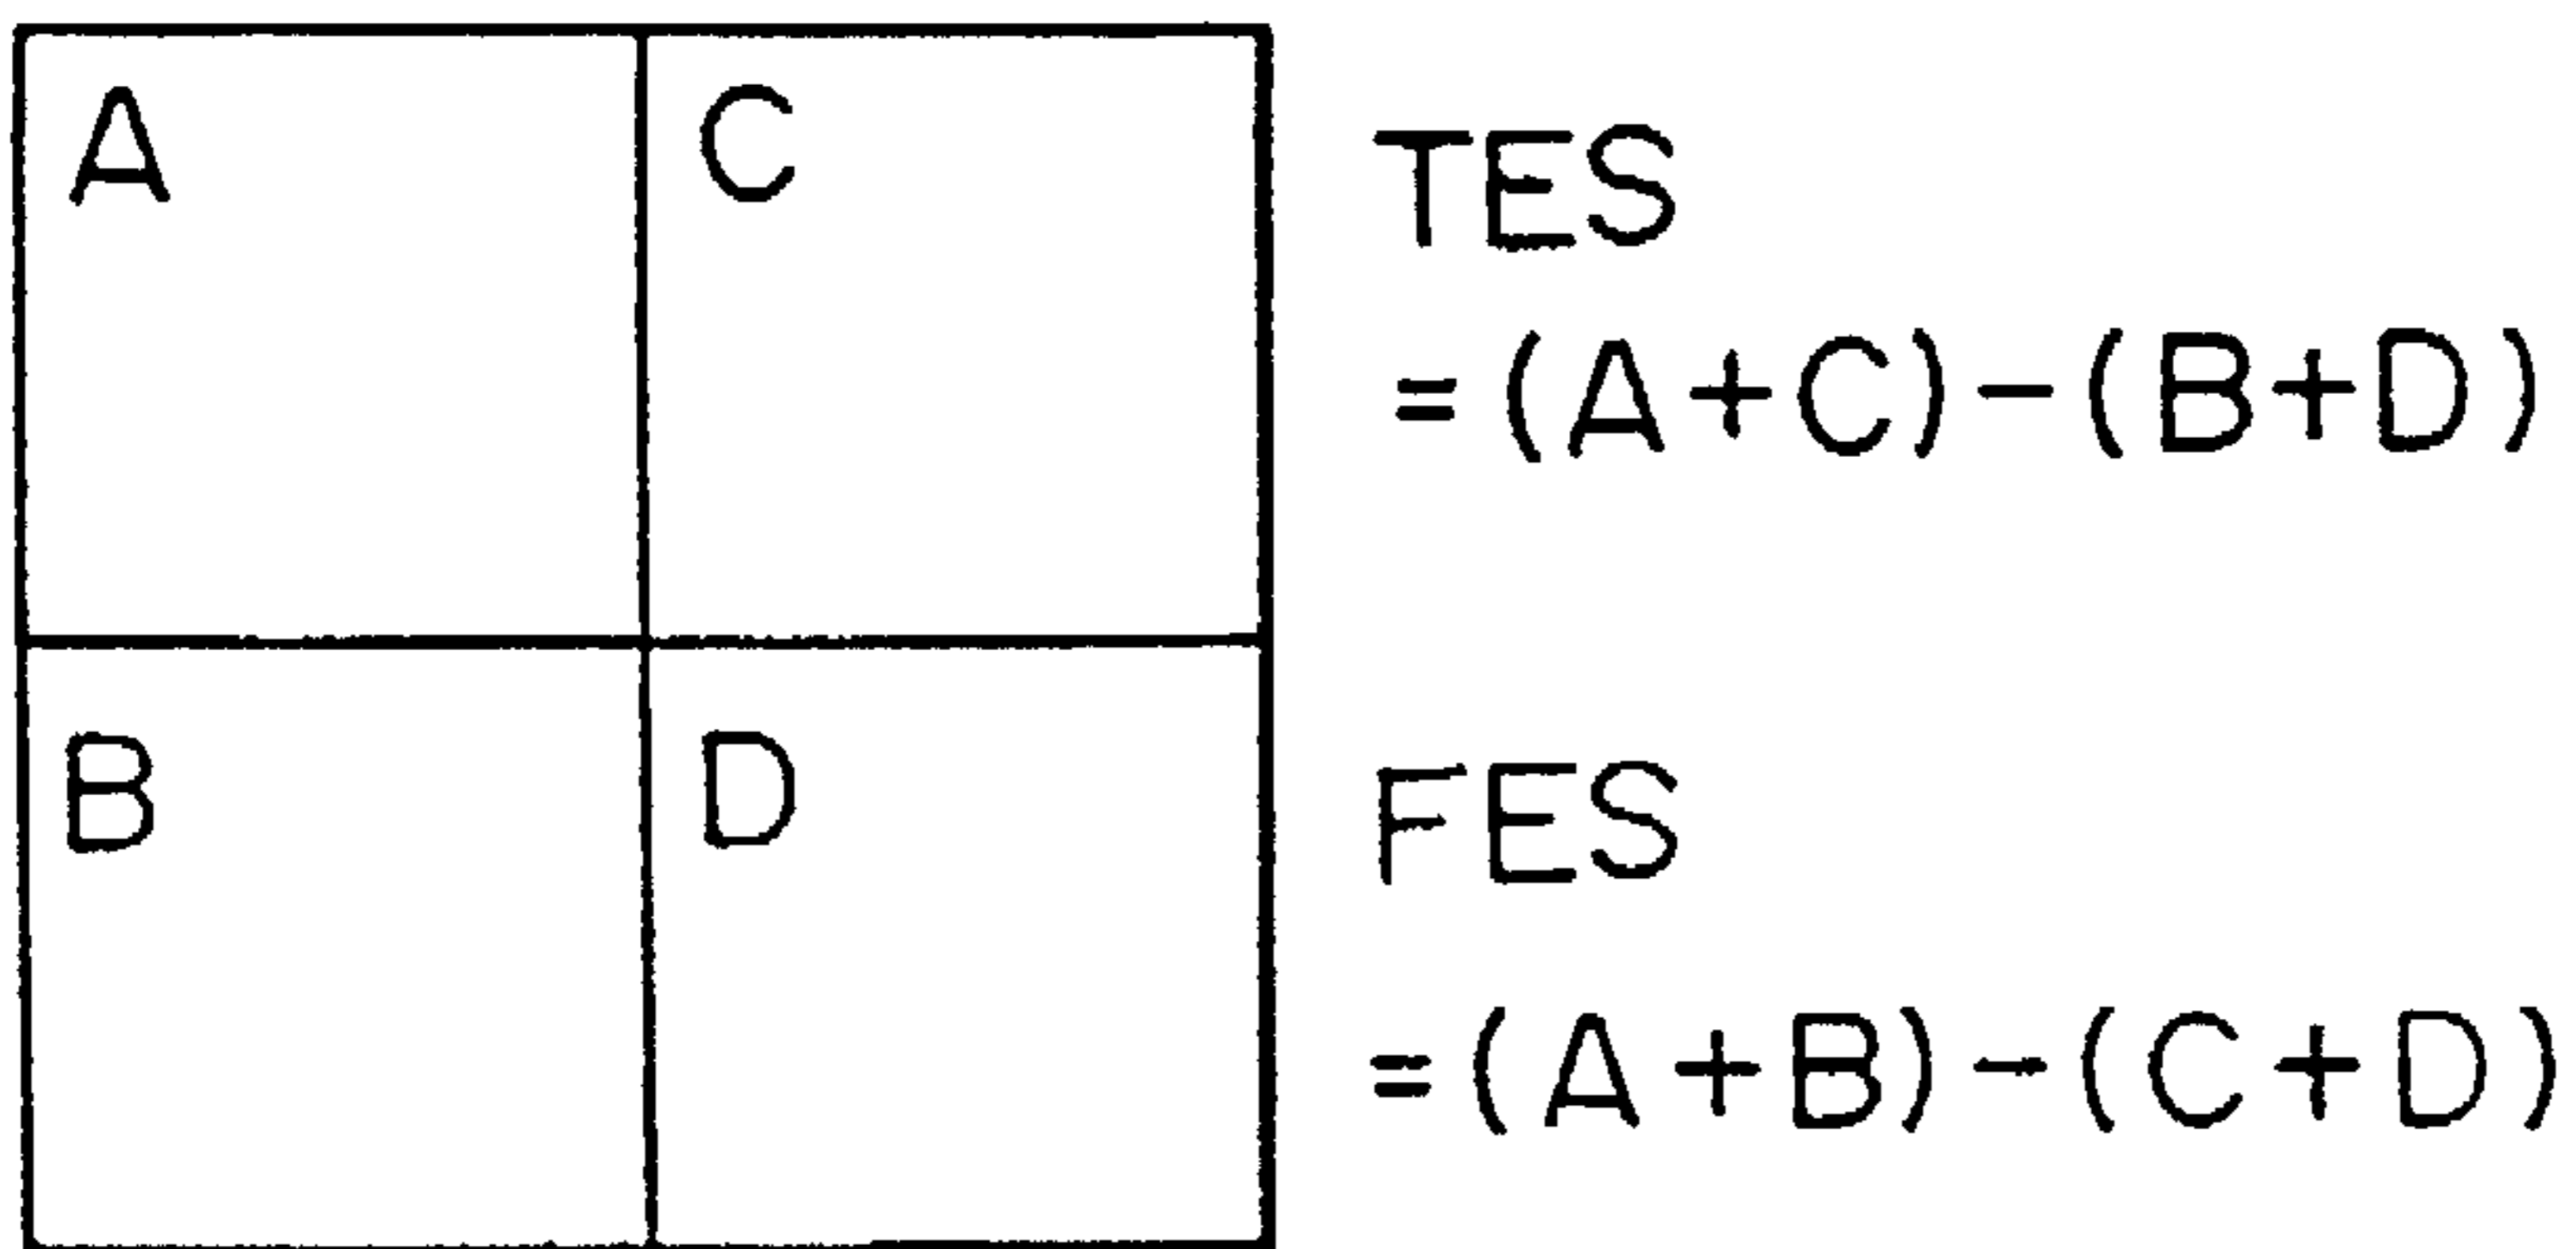 A
C
B
D
TES
=(A+C)-(B+D)
FES
=(A+B)-(C+D)